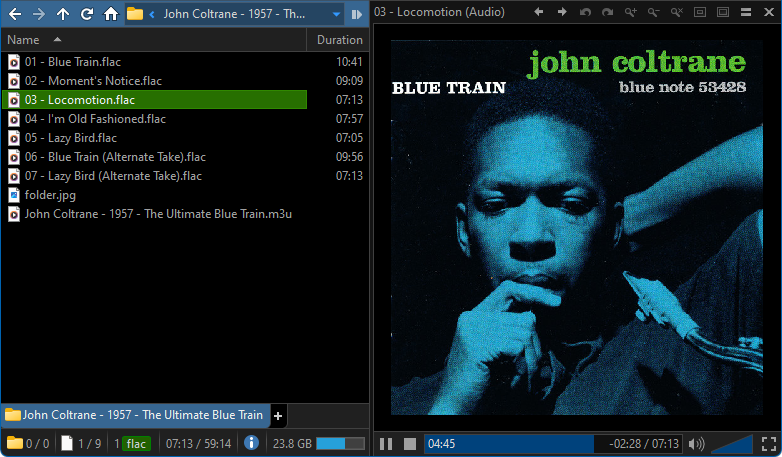 John Coltrane - 1957 - Th...
Name Duration
01 - Blue Train.flac 10:41
02 - Moment's Notice.flac 09:09
03 - Locomotion.flac 07:13
04 - I'm Old Fashioned.flac 07:57
05 - Lazy Bird.flac 07:05
06 - Blue Train (Alternate Take).flac 09:56
07 - Lazy Bird (Alternate Take).flac 07:13
folder.jpg
John Coltrane - 1957 - The Ultimate Blue Train.m3u
John Coltrane - 1957 - The Ultimate Blue Train +
0 / 0 1 / 9 1 flac 07:13 / 59:14 23.8 GB
03 - Locomotion (Audio)
john coltrane
BLUE TRAIN blue note 53428
04:45 -02:28 / 07:13